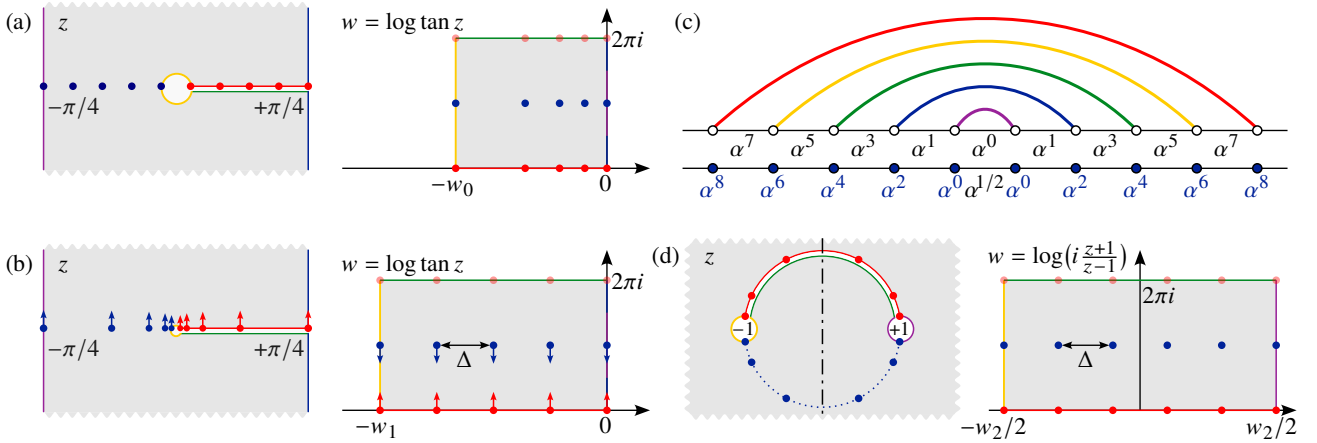 (a)
z
−π/4
+π/4
w = log tan z
2πi
−w₀
0
(c)
α⁷ α⁵ α³ α¹ α⁰ α¹ α³ α⁵ α⁷
α⁸ α⁶ α⁴ α² α⁰ α^{1/2} α⁰ α² α⁴ α⁶ α⁸
(b)
z
−π/4
+π/4
w = log tan z
2πi
Δ
−w₁
0
(d)
z
−1
+1
w = log(i \frac{z+1}{z−1})
2πi
Δ
−w₂/2
w₂/2